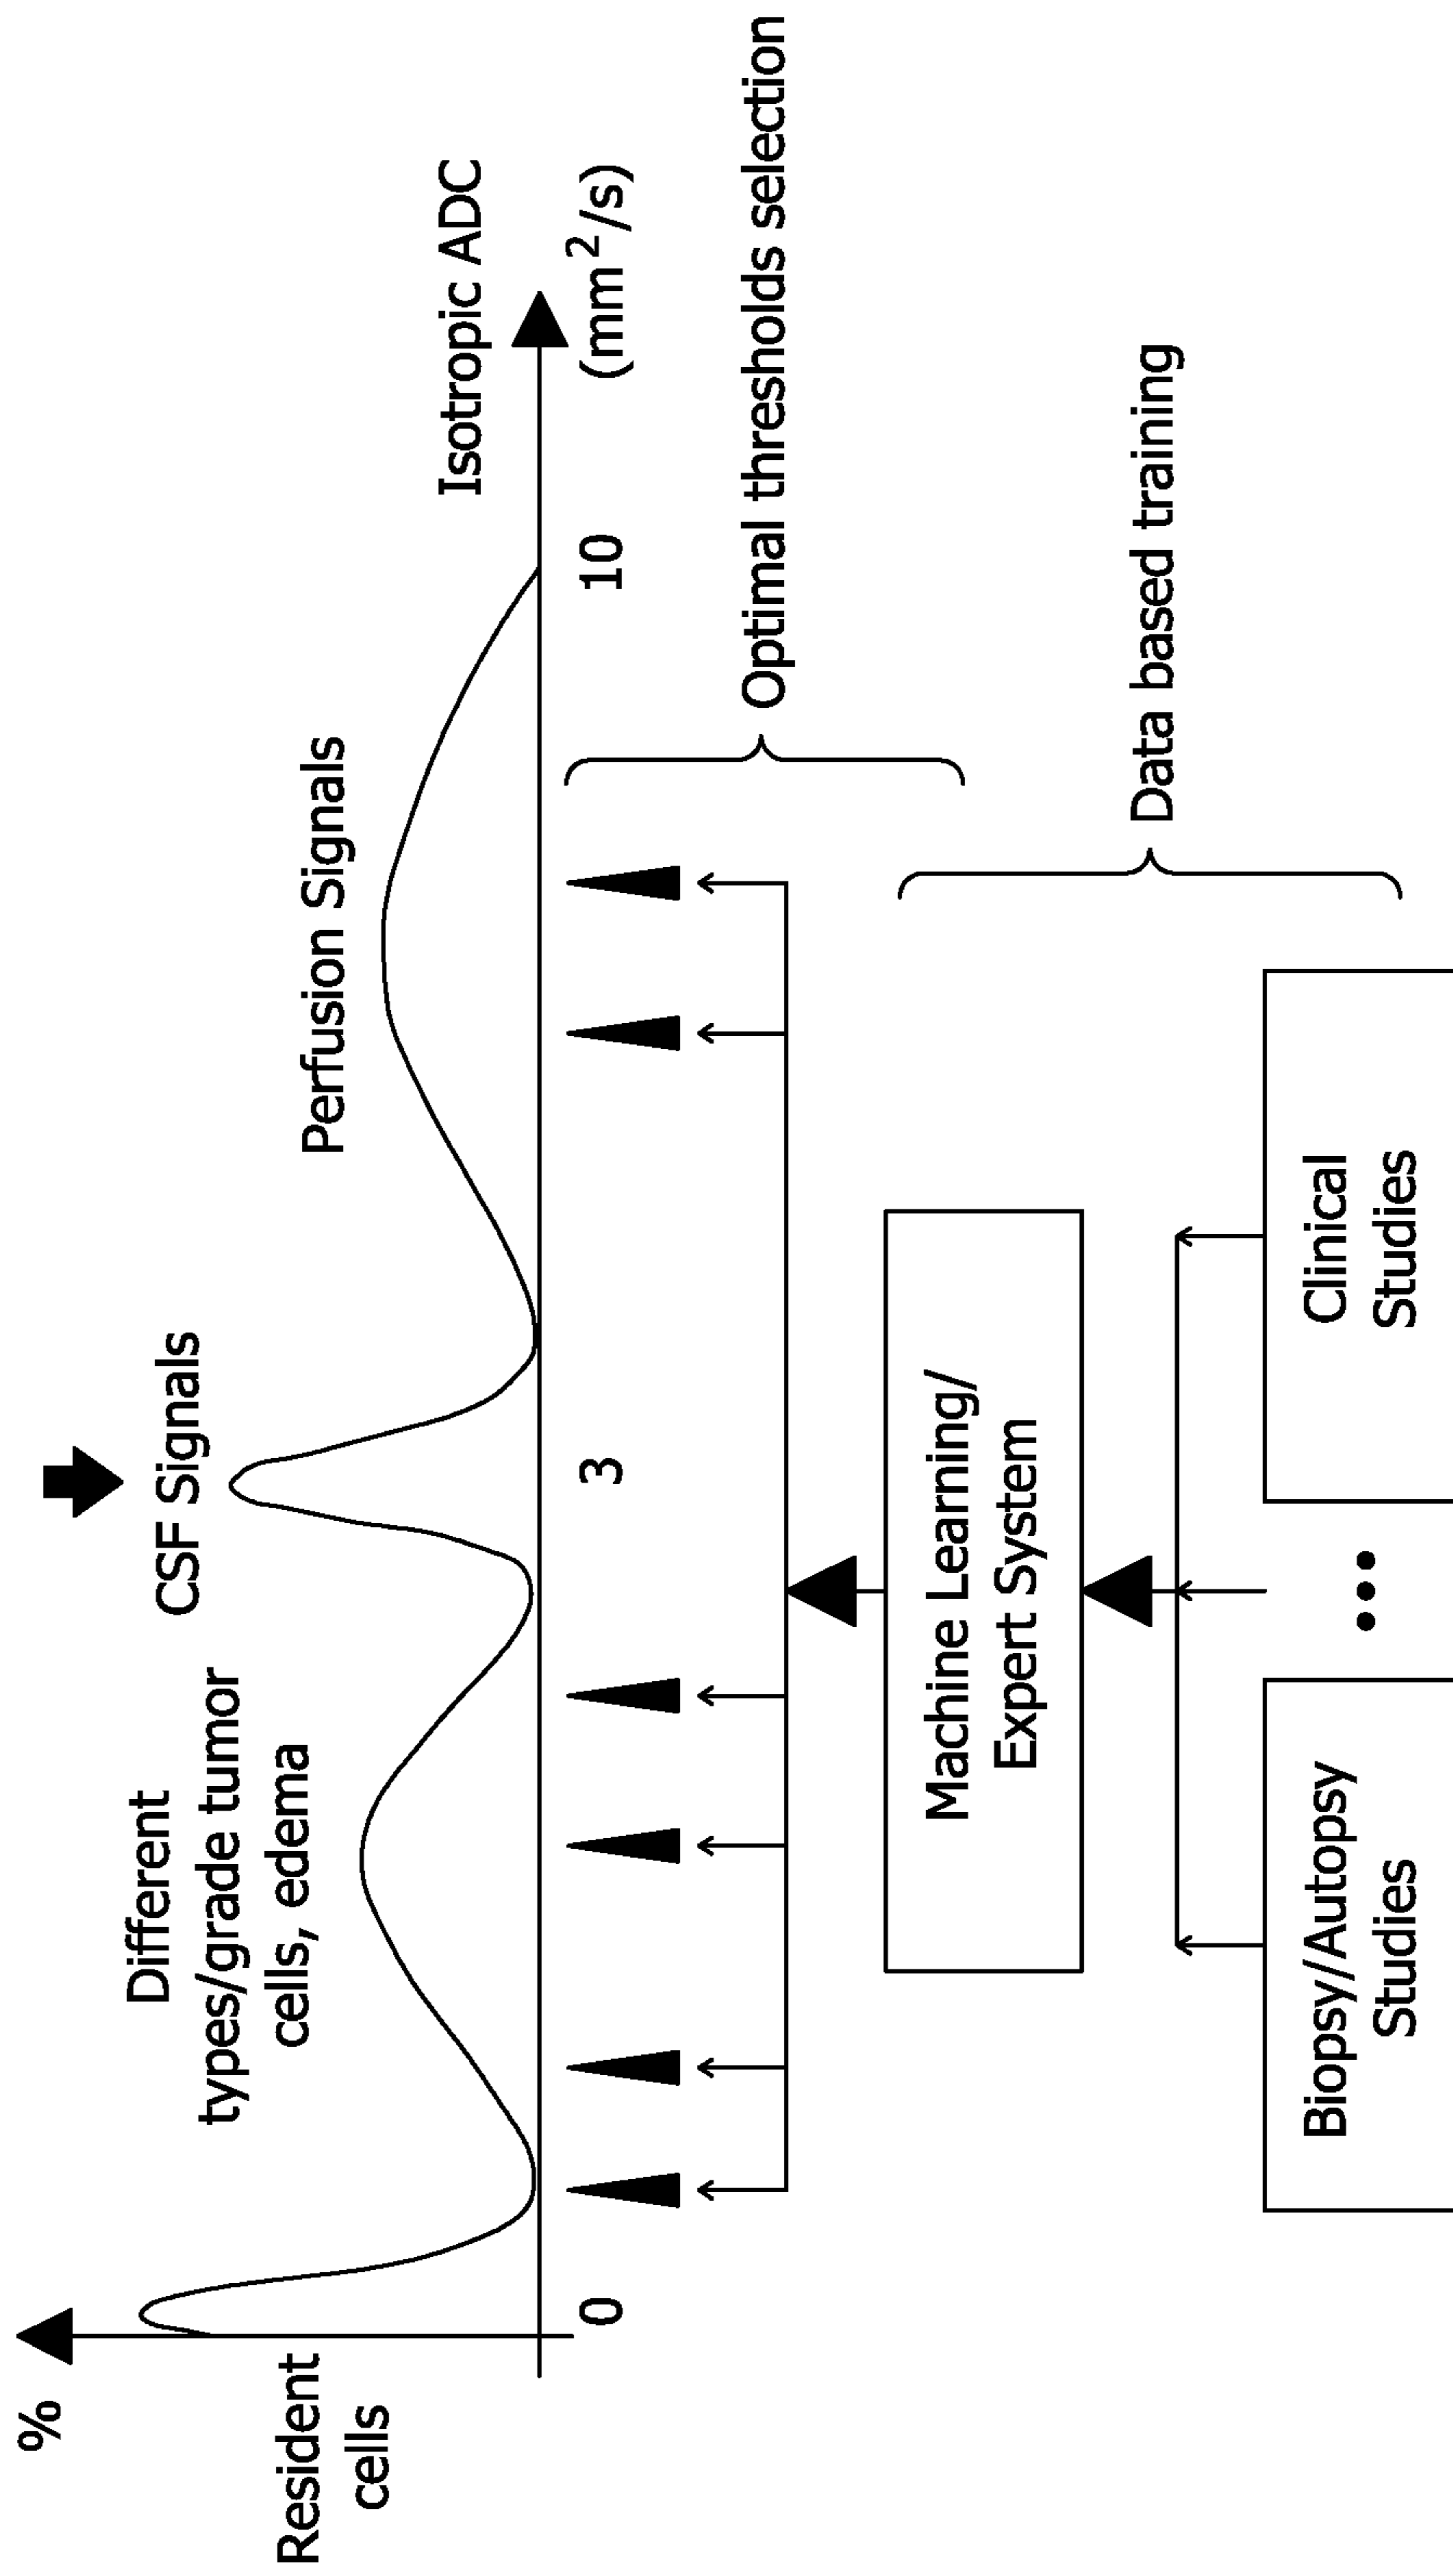 %
Resident
cells
Different
types/grade tumor
cells, edema
CSF Signals
Perfusion Signals
Isotropic ADC
(mm²/s)
0
3
10
Optimal thresholds selection
Machine Learning/
Expert System
Data based training
Biopsy/Autopsy
Studies
•••
Clinical
Studies